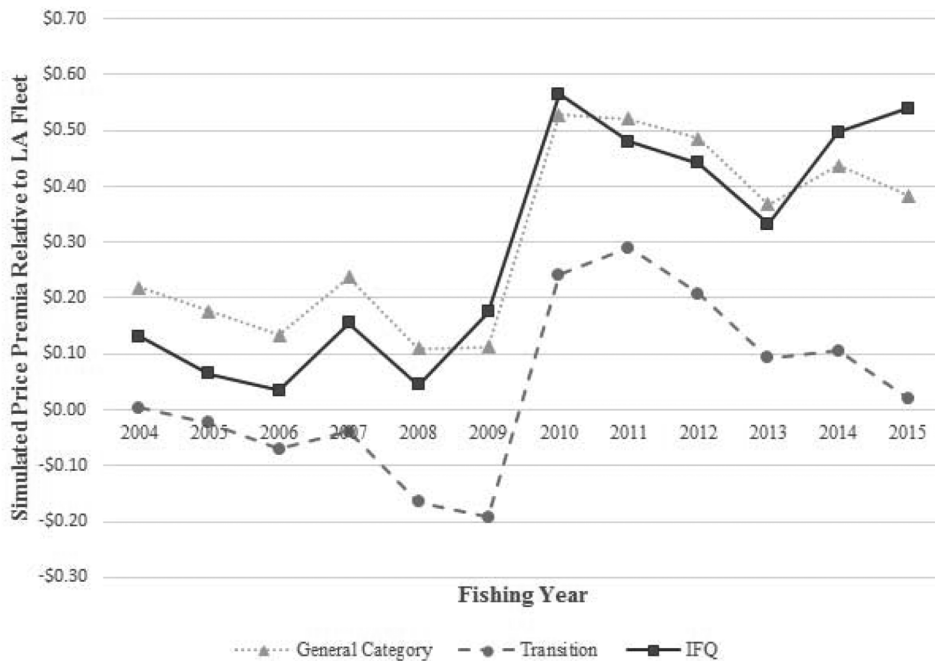 Simulated Price Premia Relative to LA Fleet
$0.70
$0.60
$0.50
$0.40
$0.30
$0.20
$0.10
$0.00
-$0.10
-$0.20
-$0.30
2004 2005 2006 2007 2008 2009 2010 2011 2012 2013 2014 2015
Fishing Year
General Category Transition IFQ